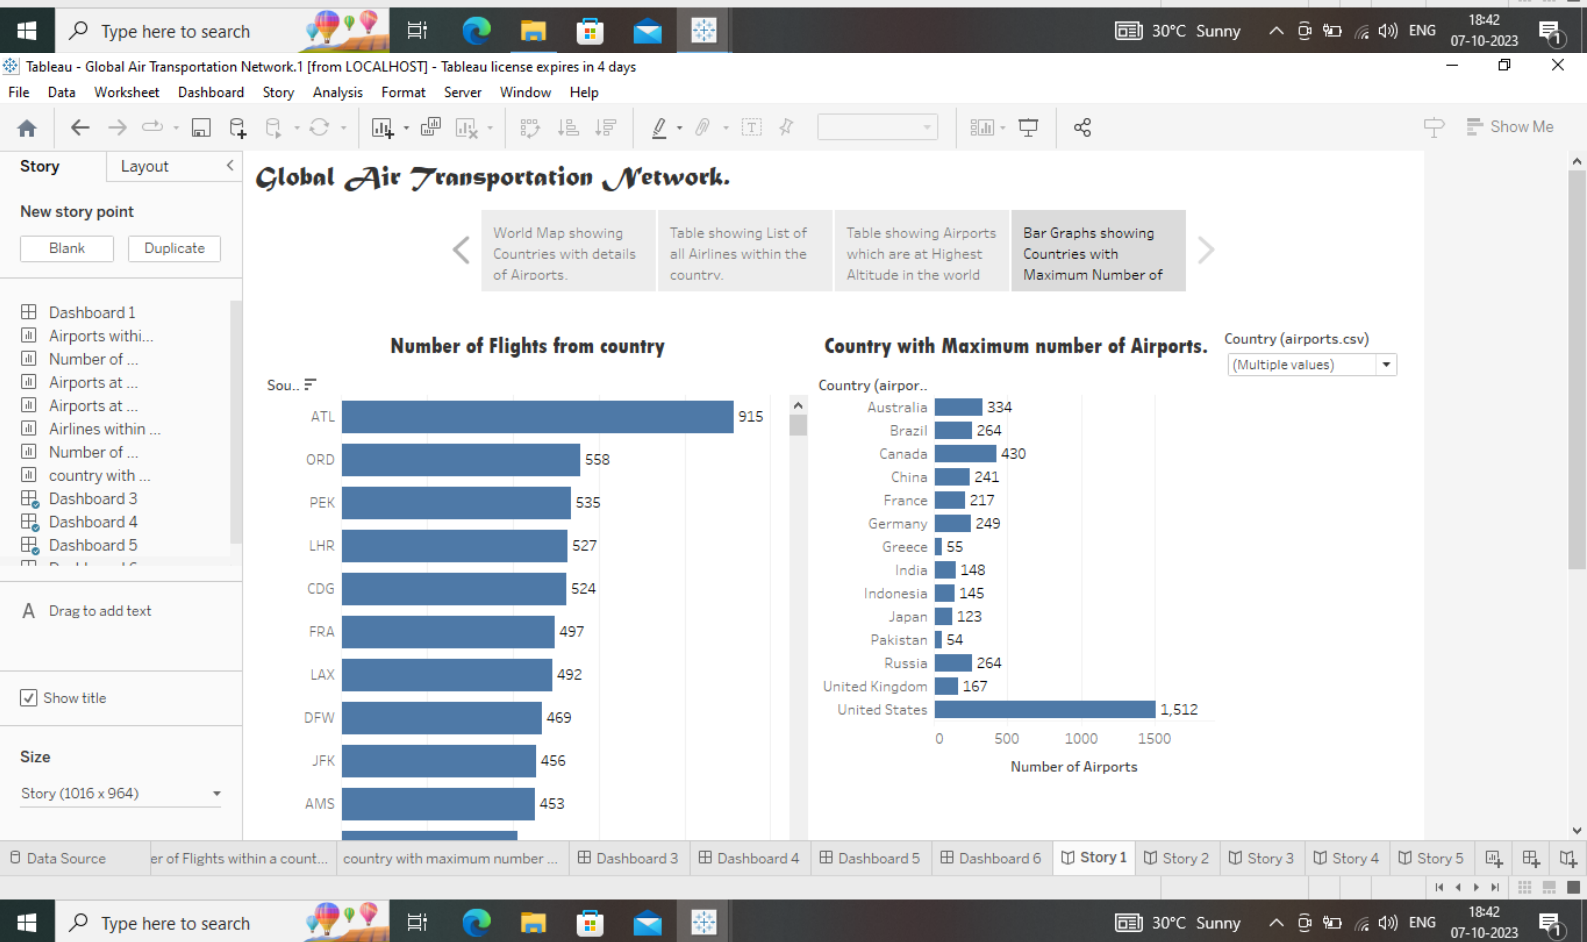 Type here to search
30°C Sunny
ENG
18:42
07-10-2023
1
Tableau - Global Air Transportation Network.1 [from LOCALHOST] - Tableau license expires in 4 days
File Data Worksheet Dashboard Story Analysis Format Server Window Help
Show Me
Story Layout
New story point
Blank Duplicate
Dashboard 1
Airports withi...
Number of ...
Airports at ...
Airports at ...
Airlines within ...
Number of ...
country with ...
Dashboard 3
Dashboard 4
Dashboard 5
A Drag to add text
Show title
Size
Story (1016 x 964)
Global Air Transportation Network.
World Map showing
Countries with details
of Airports.
Table showing List of
all Airlines within the
country.
Table showing Airports
which are at Highest
Altitude in the world
Bar Graphs showing
Countries with
Maximum Number of
Number of Flights from country
Sou..
ATL 915
ORD 558
PEK 535
LHR 527
CDG 524
FRA 497
LAX 492
DFW 469
JFK 456
AMS 453
Country with Maximum number of Airports.
Country (airpor..
Australia 334
Brazil 264
Canada 430
China 241
France 217
Germany 249
Greece 55
India 148
Indonesia 145
Japan 123
Pakistan 54
Russia 264
United Kingdom 167
United States 1,512
0 500 1000 1500
Number of Airports
Country (airports.csv)
(Multiple values)
Data Source er of Flights within a count... country with maximum number ... Dashboard 3 Dashboard 4 Dashboard 5 Dashboard 6 Story 1 Story 2 Story 3 Story 4 Story 5
Type here to search
30°C Sunny
ENG
18:42
07-10-2023
1